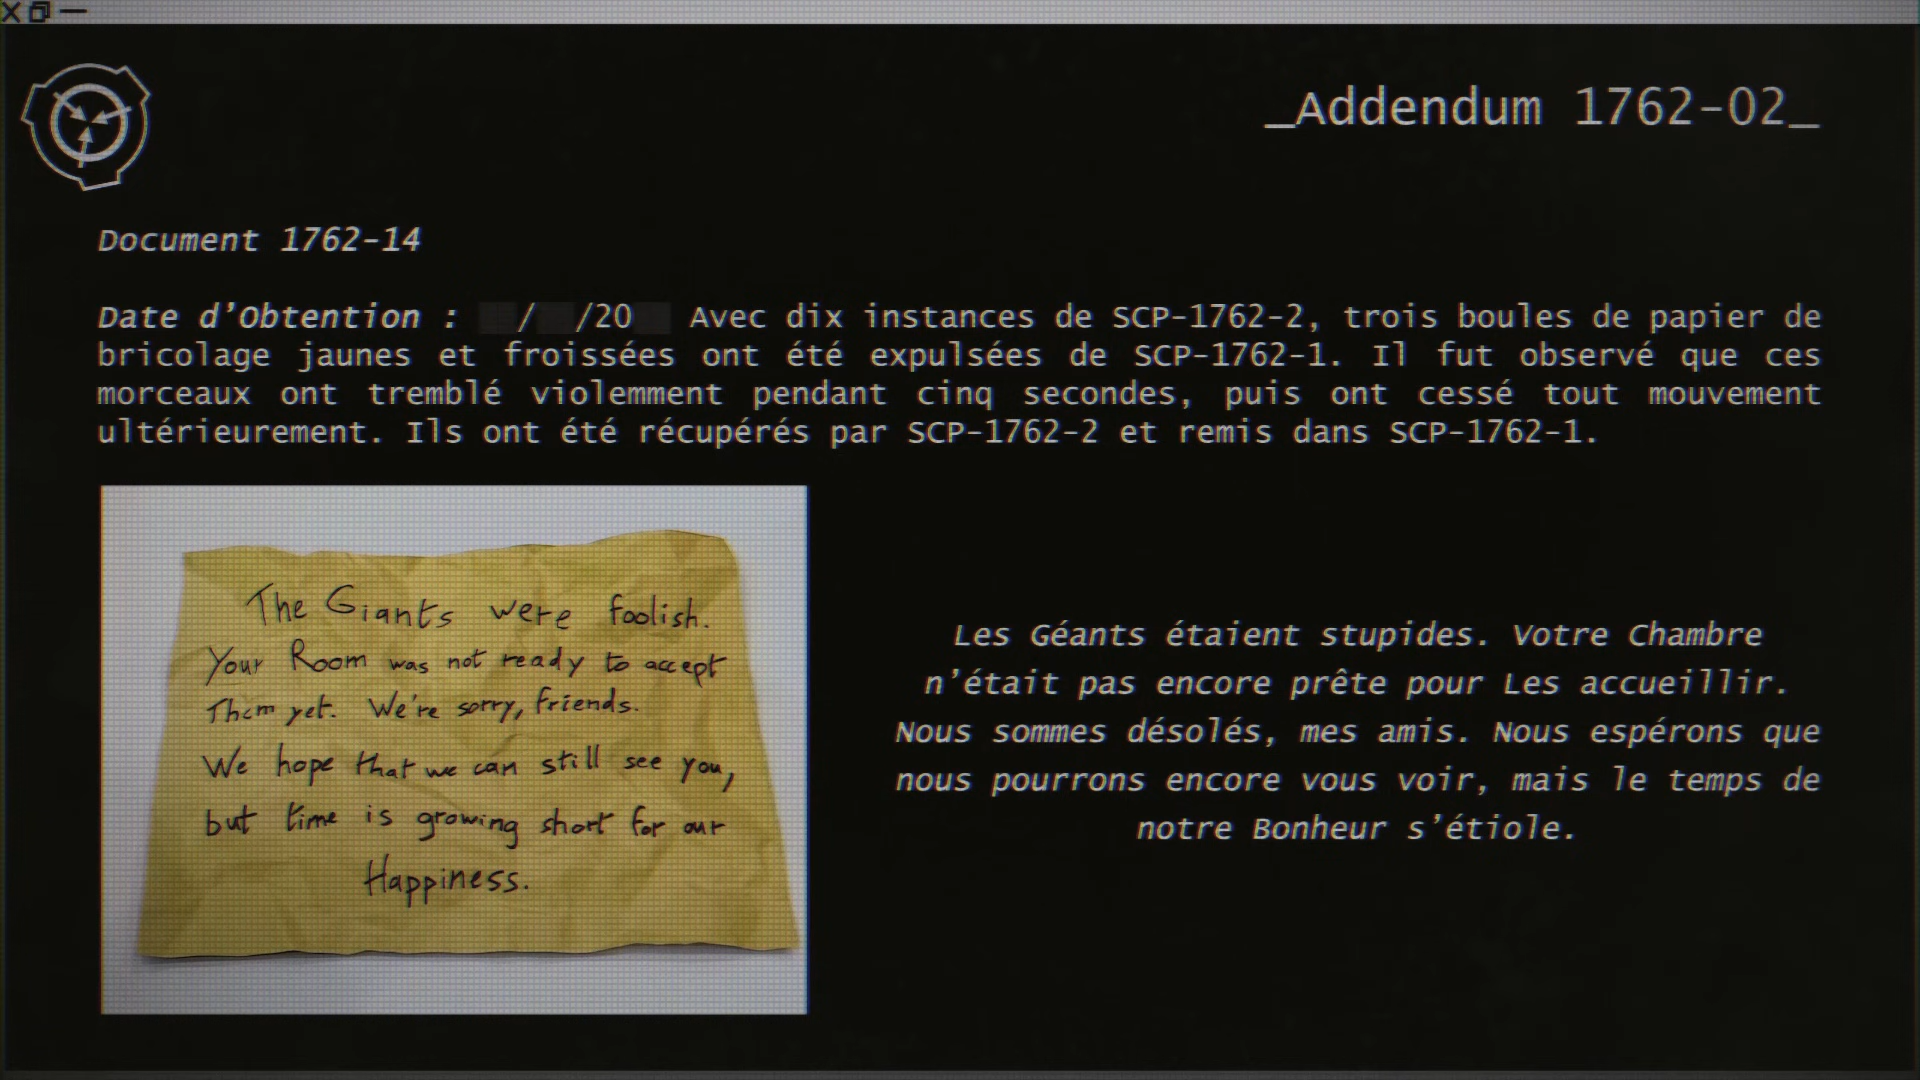 _Addendum 1762-02_
Document 1762-14
Date d'Obtention : / /20 Avec dix instances de SCP-1762-2, trois boules de papier de
bricolage jaunes et froissées ont été expulsées de SCP-1762-1. Il fut observé que ces
morceaux ont tremblé violemment pendant cinq secondes, puis ont cessé tout mouvement
ultérieurement. Ils ont été récupérés par SCP-1762-2 et remis dans SCP-1762-1.
The Giants were foolish.
Your Room was not ready to accept
Them yet. We're sorry, friends.
We hope that we can still see you,
but time is growing short for our
Happiness.
Les Géants étaient stupides. Votre Chambre
n'était pas encore prête pour Les accueillir.
Nous sommes désolés, mes amis. Nous espérons que
nous pourrons encore vous voir, mais le temps de
notre Bonheur s'étiole.